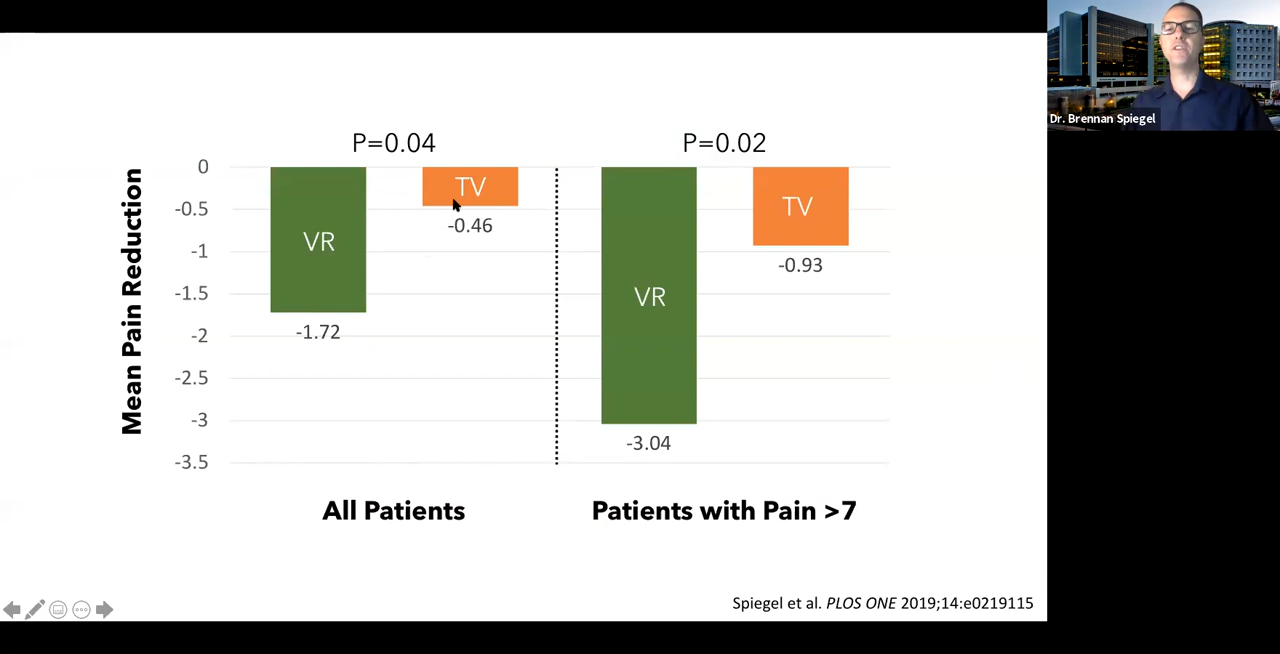 Dr. Brennan Spiegel
P=0.04
P=0.02
Mean Pain Reduction
0
-0.5
-1
-1.5
-2
-2.5
-3
-3.5
VR
-1.72
TV
-0.46
VR
-3.04
TV
-0.93
All Patients
Patients with Pain >7
Spiegel et al. PLOS ONE 2019;14:e0219115